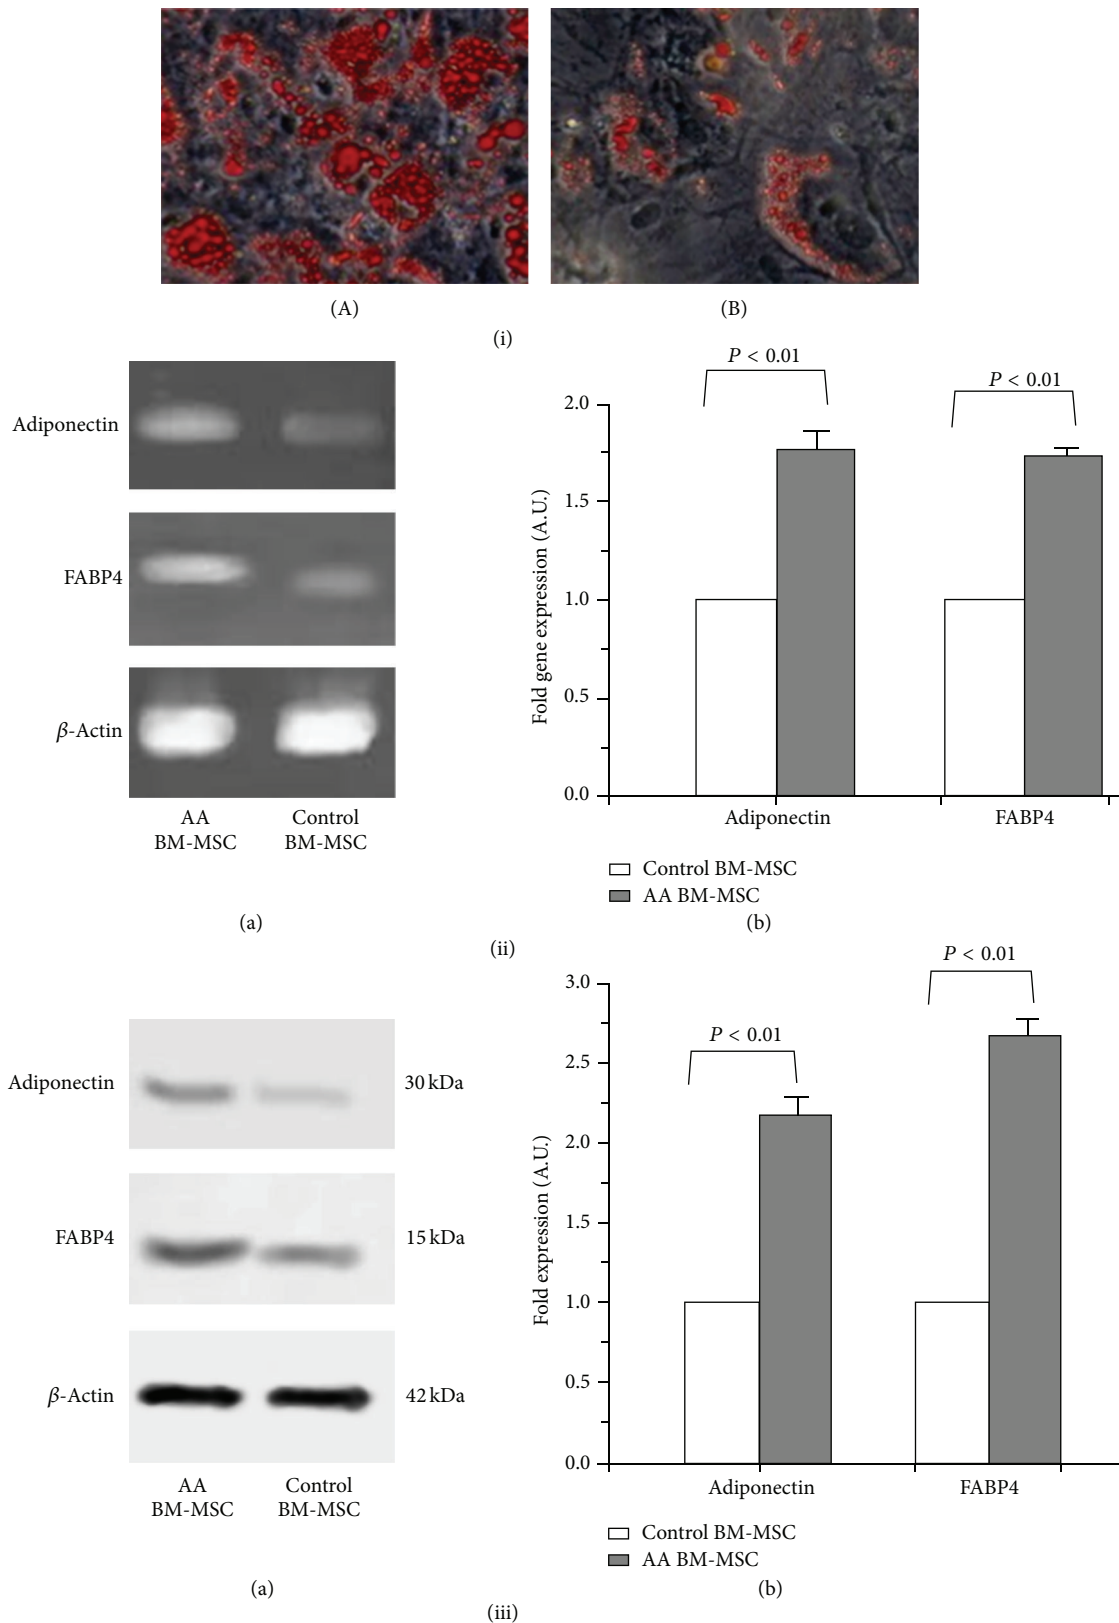 (A)
(B)
(i)
Adiponectin
FABP4
β-Actin
AA
BM-MSC
Control
BM-MSC
(a)
P < 0.01
P < 0.01
2.0
1.5
1.0
0.5
0.0
Fold gene expression (A.U.)
Adiponectin
FABP4
Control BM-MSC
AA BM-MSC
(b)
(ii)
Adiponectin
30 kDa
FABP4
15 kDa
β-Actin
42 kDa
AA
BM-MSC
Control
BM-MSC
(a)
P < 0.01
P < 0.01
3.0
2.5
2.0
1.5
1.0
0.5
0.0
Fold expression (A.U.)
Adiponectin
FABP4
Control BM-MSC
AA BM-MSC
(b)
(iii)